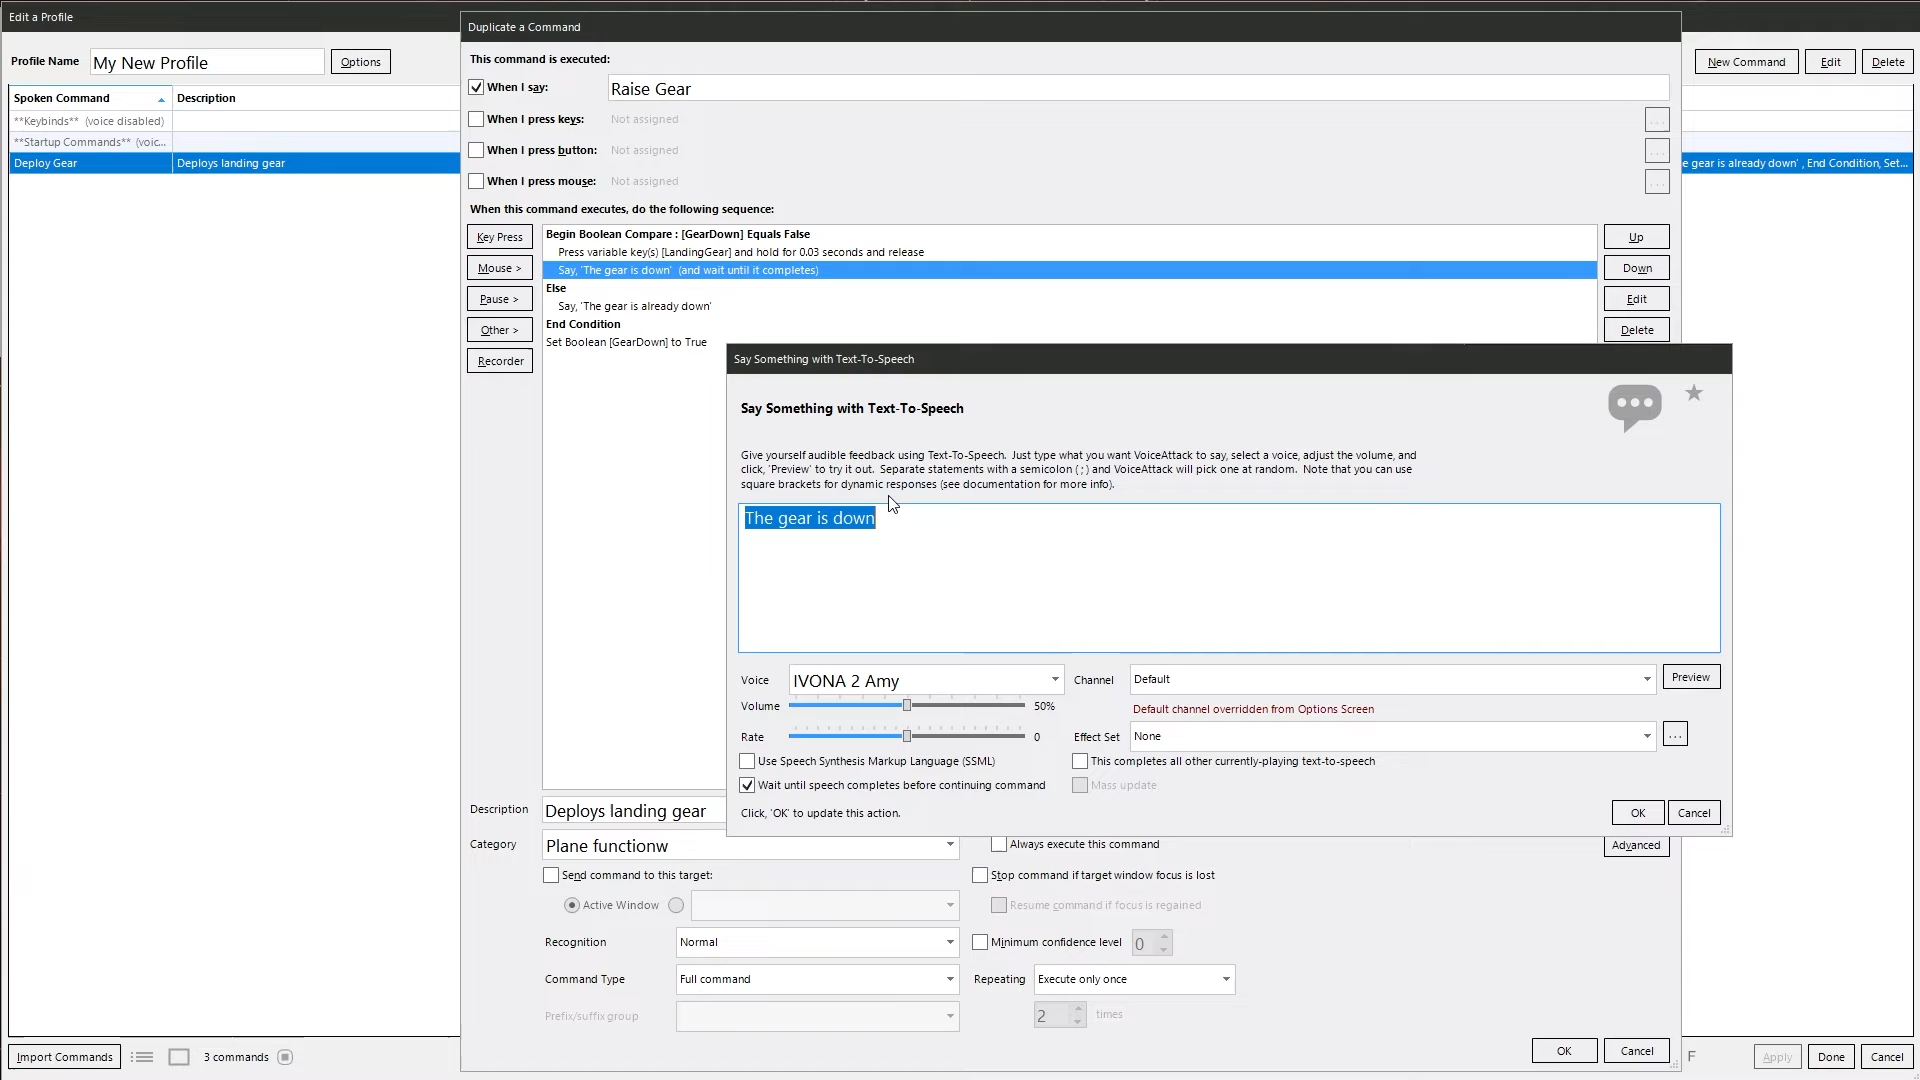 Edit a Profile
Profile Name
My New Profile
Options
Spoken Command
Description
**Keybinds** (voice disabled)
**Startup Commands** (voic...
Deploy Gear
Deploys landing gear
Duplicate a Command
This command is executed:
When I say:
Raise Gear
When I press keys:
Not assigned
...
When I press button:
Not assigned
...
When I press mouse:
Not assigned
...
When this command executes, do the following sequence:
Key Press
Mouse >
Pause >
Other >
Recorder
Begin Boolean Compare : [GearDown] Equals False
Press variable key(s) [LandingGear] and hold for 0.03 seconds and release
Say, 'The gear is down' (and wait until it completes)
Else
Say, 'The gear is already down'
End Condition
Set Boolean [GearDown] to True
Up
Down
Edit
Delete
New Command
Edit
Delete
e gear is already down' , End Condition, Set...
Say Something with Text-To-Speech
Say Something with Text-To-Speech
Give yourself audible feedback using Text-To-Speech. Just type what you want VoiceAttack to say, select a voice, adjust the volume, and
click, 'Preview' to try it out. Separate statements with a semicolon ( ; ) and VoiceAttack will pick one at random. Note that you can use
square brackets for dynamic responses (see documentation for more info).
The gear is down
Voice
IVONA 2 Amy
Channel
Default
Preview
Volume
50%
Default channel overridden from Options Screen
Rate
0
Effect Set
None
...
Use Speech Synthesis Markup Language (SSML)
This completes all other currently-playing text-to-speech
Wait until speech completes before continuing command
Mass update
Click, 'OK' to update this action.
OK
Cancel
Description
Deploys landing gear
Category
Plane functionw
Always execute this command
Advanced
Send command to this target:
Stop command if target window focus is lost
Active Window
Resume command if focus is regained
Recognition
Normal
Minimum confidence level
0
Command Type
Full command
Repeating
Execute only once
Prefix/suffix group
2
times
OK
Cancel
Import Commands
3 commands
F
Apply
Done
Cancel